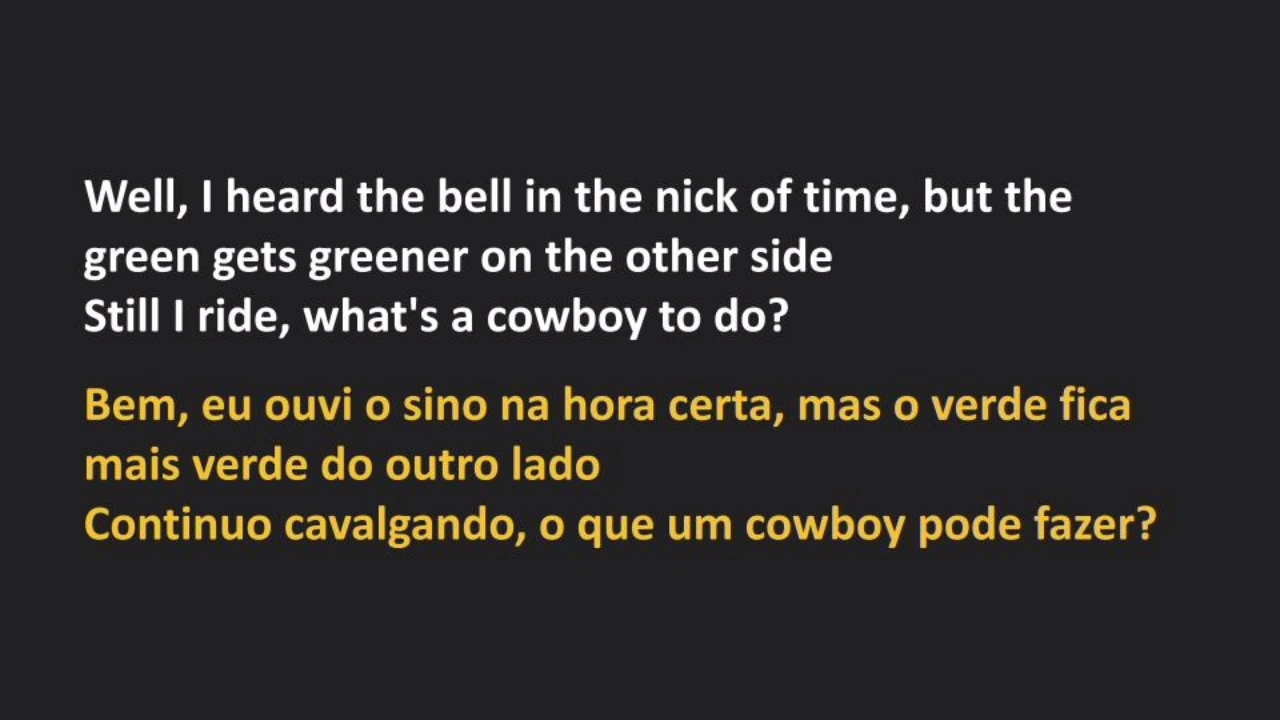 Well, I heard the bell in the nick of time, but the
green gets greener on the other side
Still I ride, what's a cowboy to do?
Bem, eu ouvi o sino na hora certa, mas o verde fica
mais verde do outro lado
Continuo cavalgando, o que um cowboy pode fazer?